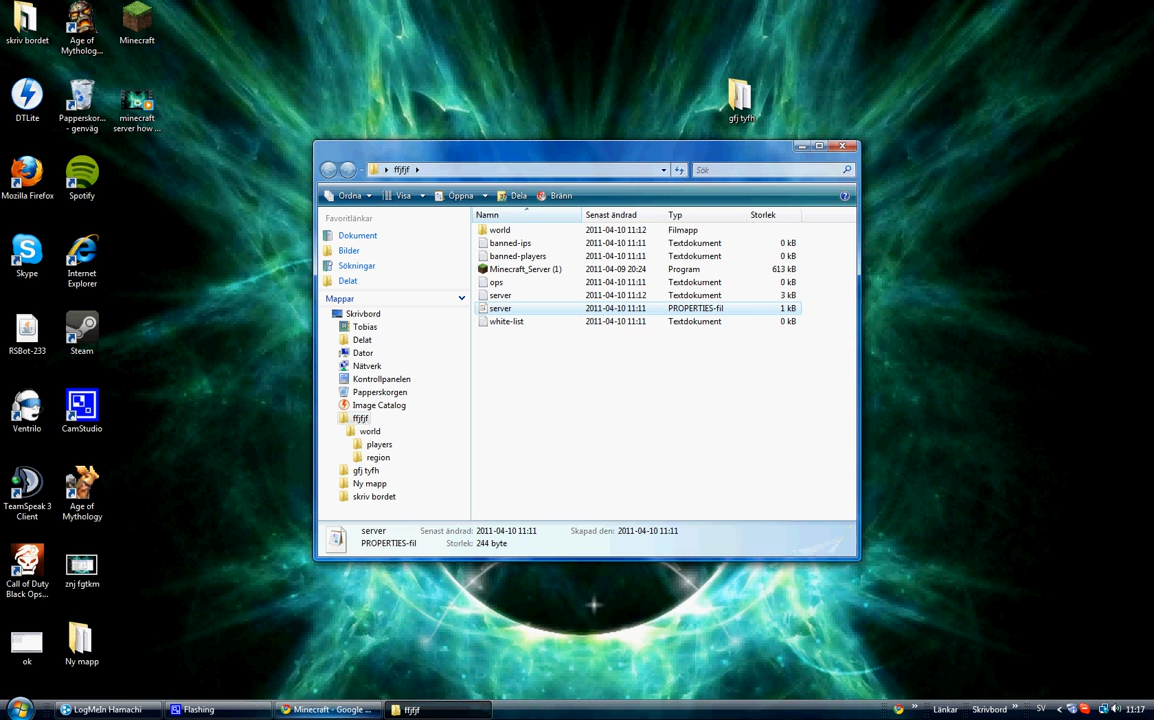 skriv bordet
Age of
Mytholog...
Minecraft
DTLite
Papperskor...
- genväg
minecraft
server how ...
Mozilla Firefox
Spotify
Skype
Internet
Explorer
RSBot-233
Steam
Ventrilo
CamStudio
TeamSpeak 3
Client
Age of
Mythology
Call of Duty
Black Ops...
znj fgtkm
ok
Ny mapp
gfj tyfh
ffjfjf
Sök
Ordna
Visa
Öppna
Dela
Bränn
Favoritlänkar
Dokument
Bilder
Sökningar
Delat
Mappar
Skrivbord
Tobias
Delat
Dator
Nätverk
Kontrollpanelen
Papperskorgen
Image Catalog
ffjfjf
world
players
region
gfj tyfh
Ny mapp
skriv bordet
Namn Senast ändrad Typ Storlek
world 2011-04-10 11:12 Filmapp
banned-ips 2011-04-10 11:11 Textdokument 0 kB
banned-players 2011-04-10 11:11 Textdokument 0 kB
Minecraft_Server (1) 2011-04-09 20:24 Program 613 kB
ops 2011-04-10 11:11 Textdokument 0 kB
server 2011-04-10 11:12 Textdokument 3 kB
server 2011-04-10 11:11 PROPERTIES-fil 1 kB
white-list 2011-04-10 11:11 Textdokument 0 kB
server Senast ändrad: 2011-04-10 11:11 Skapad den: 2011-04-10 11:11
PROPERTIES-fil Storlek: 244 byte
LogMeIn Hamachi
Flashing
Minecraft - Google ...
ffjfjf
Länkar
Skrivbord
SV
11:17